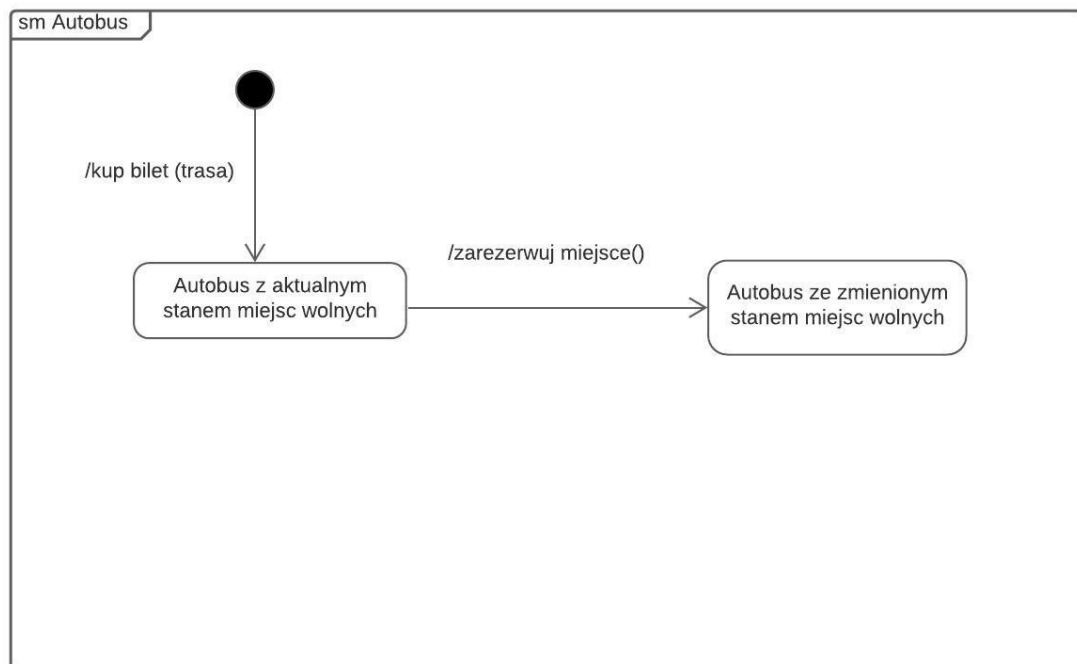 sm Autobus
/kup bilet (trasa)
/zarezerwuj miejsce()
Autobus z aktualnym
stanem miejsc wolnych
Autobus ze zmienionym
stanem miejsc wolnych